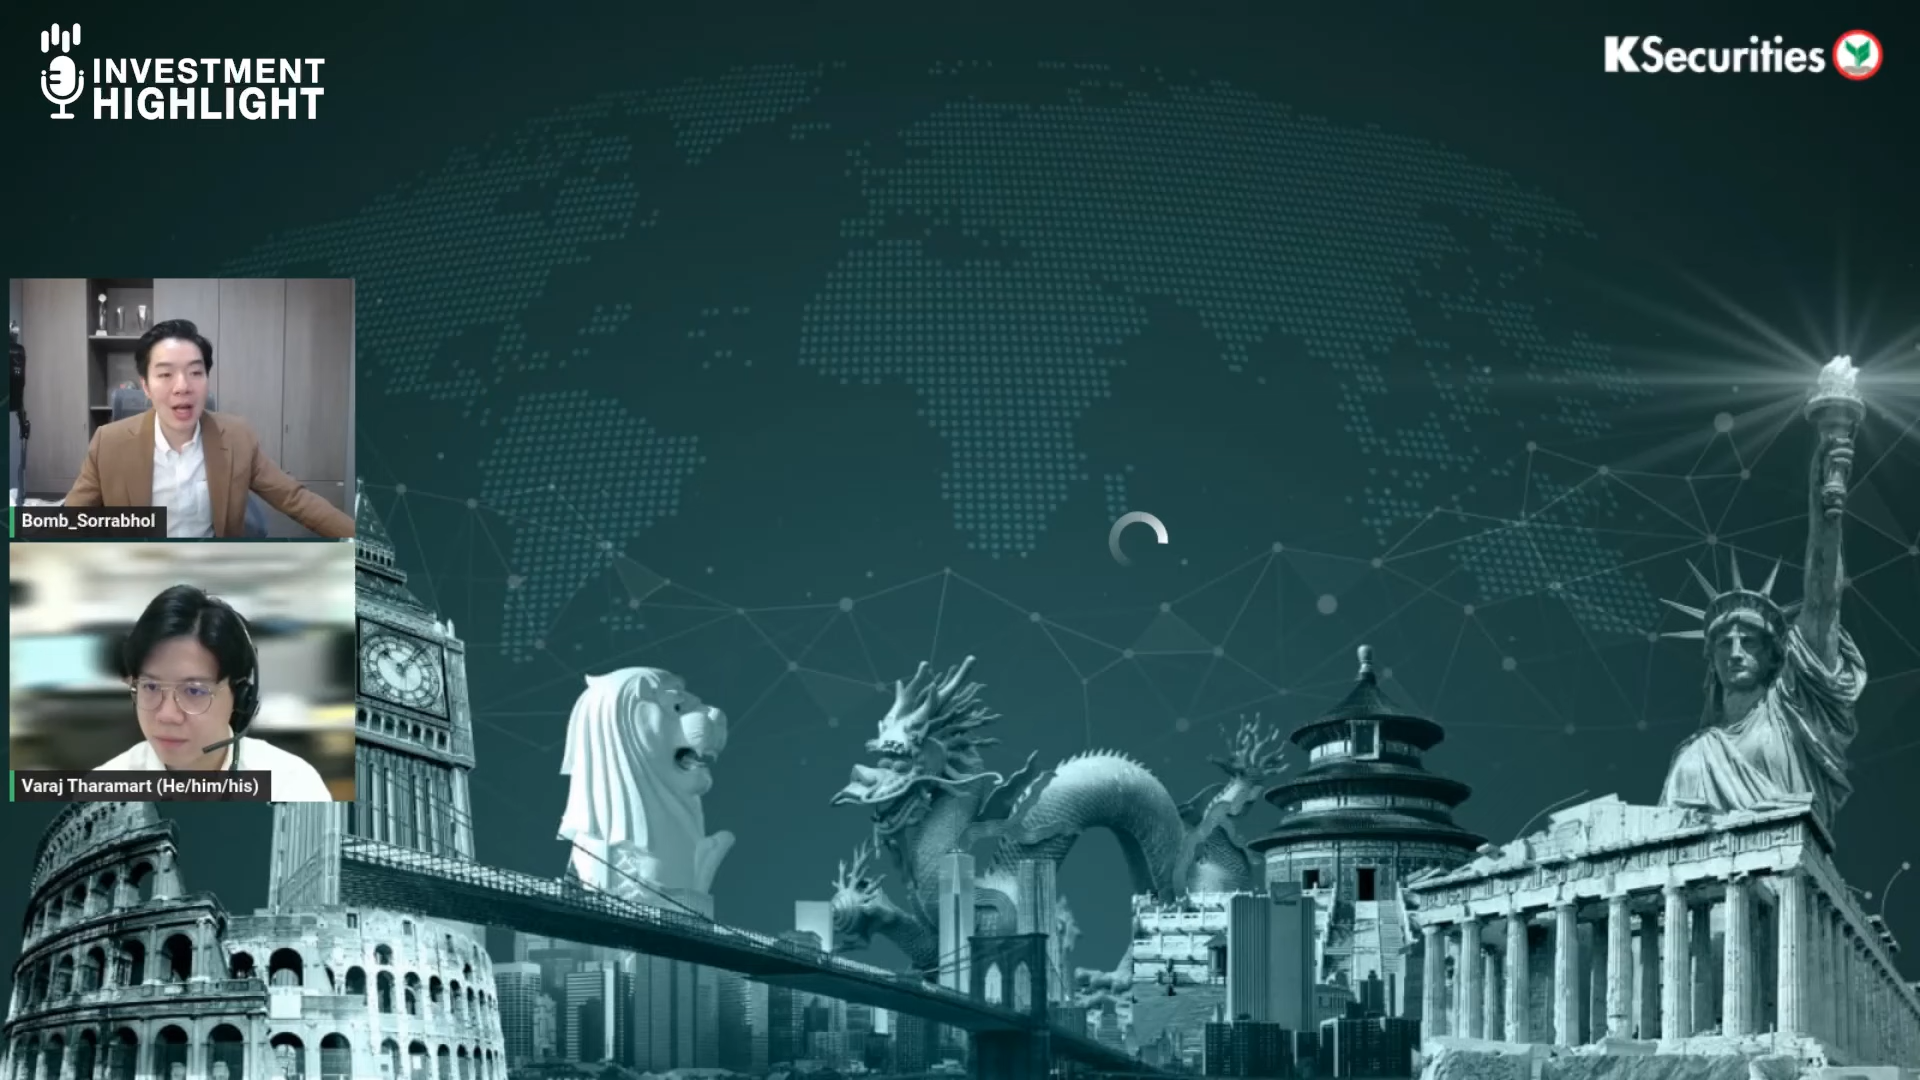 INVESTMENT
HIGHLIGHT
KSecurities
Bomb_Sorrabhol
Varaj Tharamart (He/him/his)